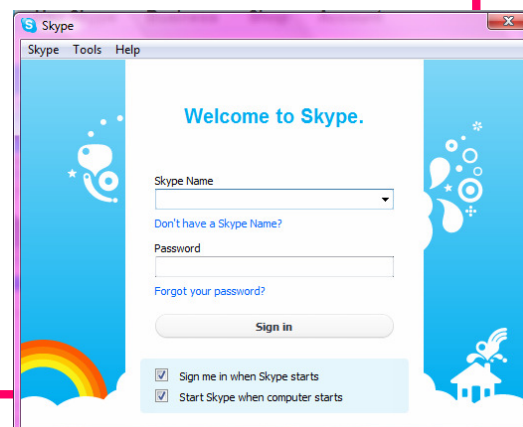 Skype
Skype Tools Help
Welcome to Skype.
Skype Name
Don't have a Skype Name?
Password
Forgot your password?
Sign in
Sign me in when Skype starts
Start Skype when computer starts